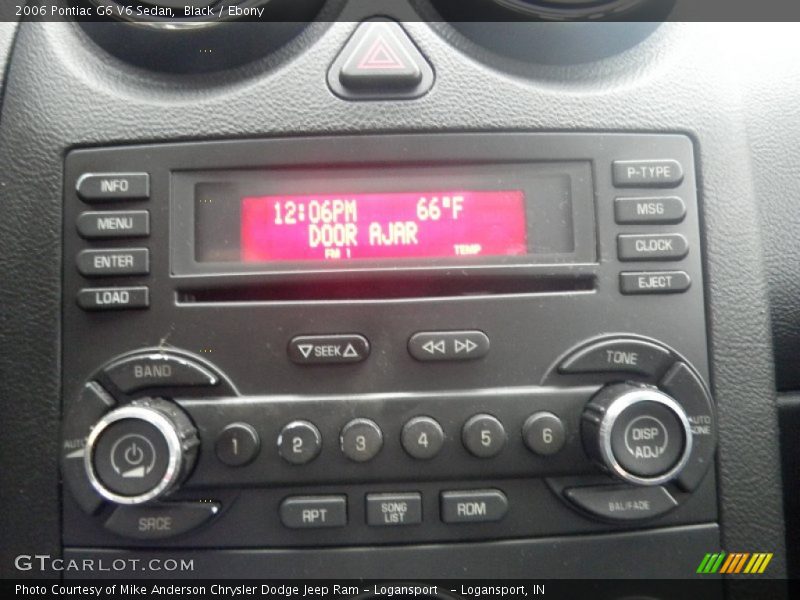 2006 Pontiac G6 V6 Sedan, Black / Ebony
INFO
MENU
ENTER
LOAD
12:06PM 66°F
DOOR AJAR
FM 1 TEMP
P-TYPE
MSG
CLOCK
EJECT
SEEK
BAND
TONE
AUTO
1 2 3 4 5 6
DISP
ADJ
AUTO
TONE
SRCE
RPT
SONG
LIST
RDM
BAL/FADE
GTCARLOT.COM
Photo Courtesy of Mike Anderson Chrysler Dodge Jeep Ram - Logansport - Logansport, IN